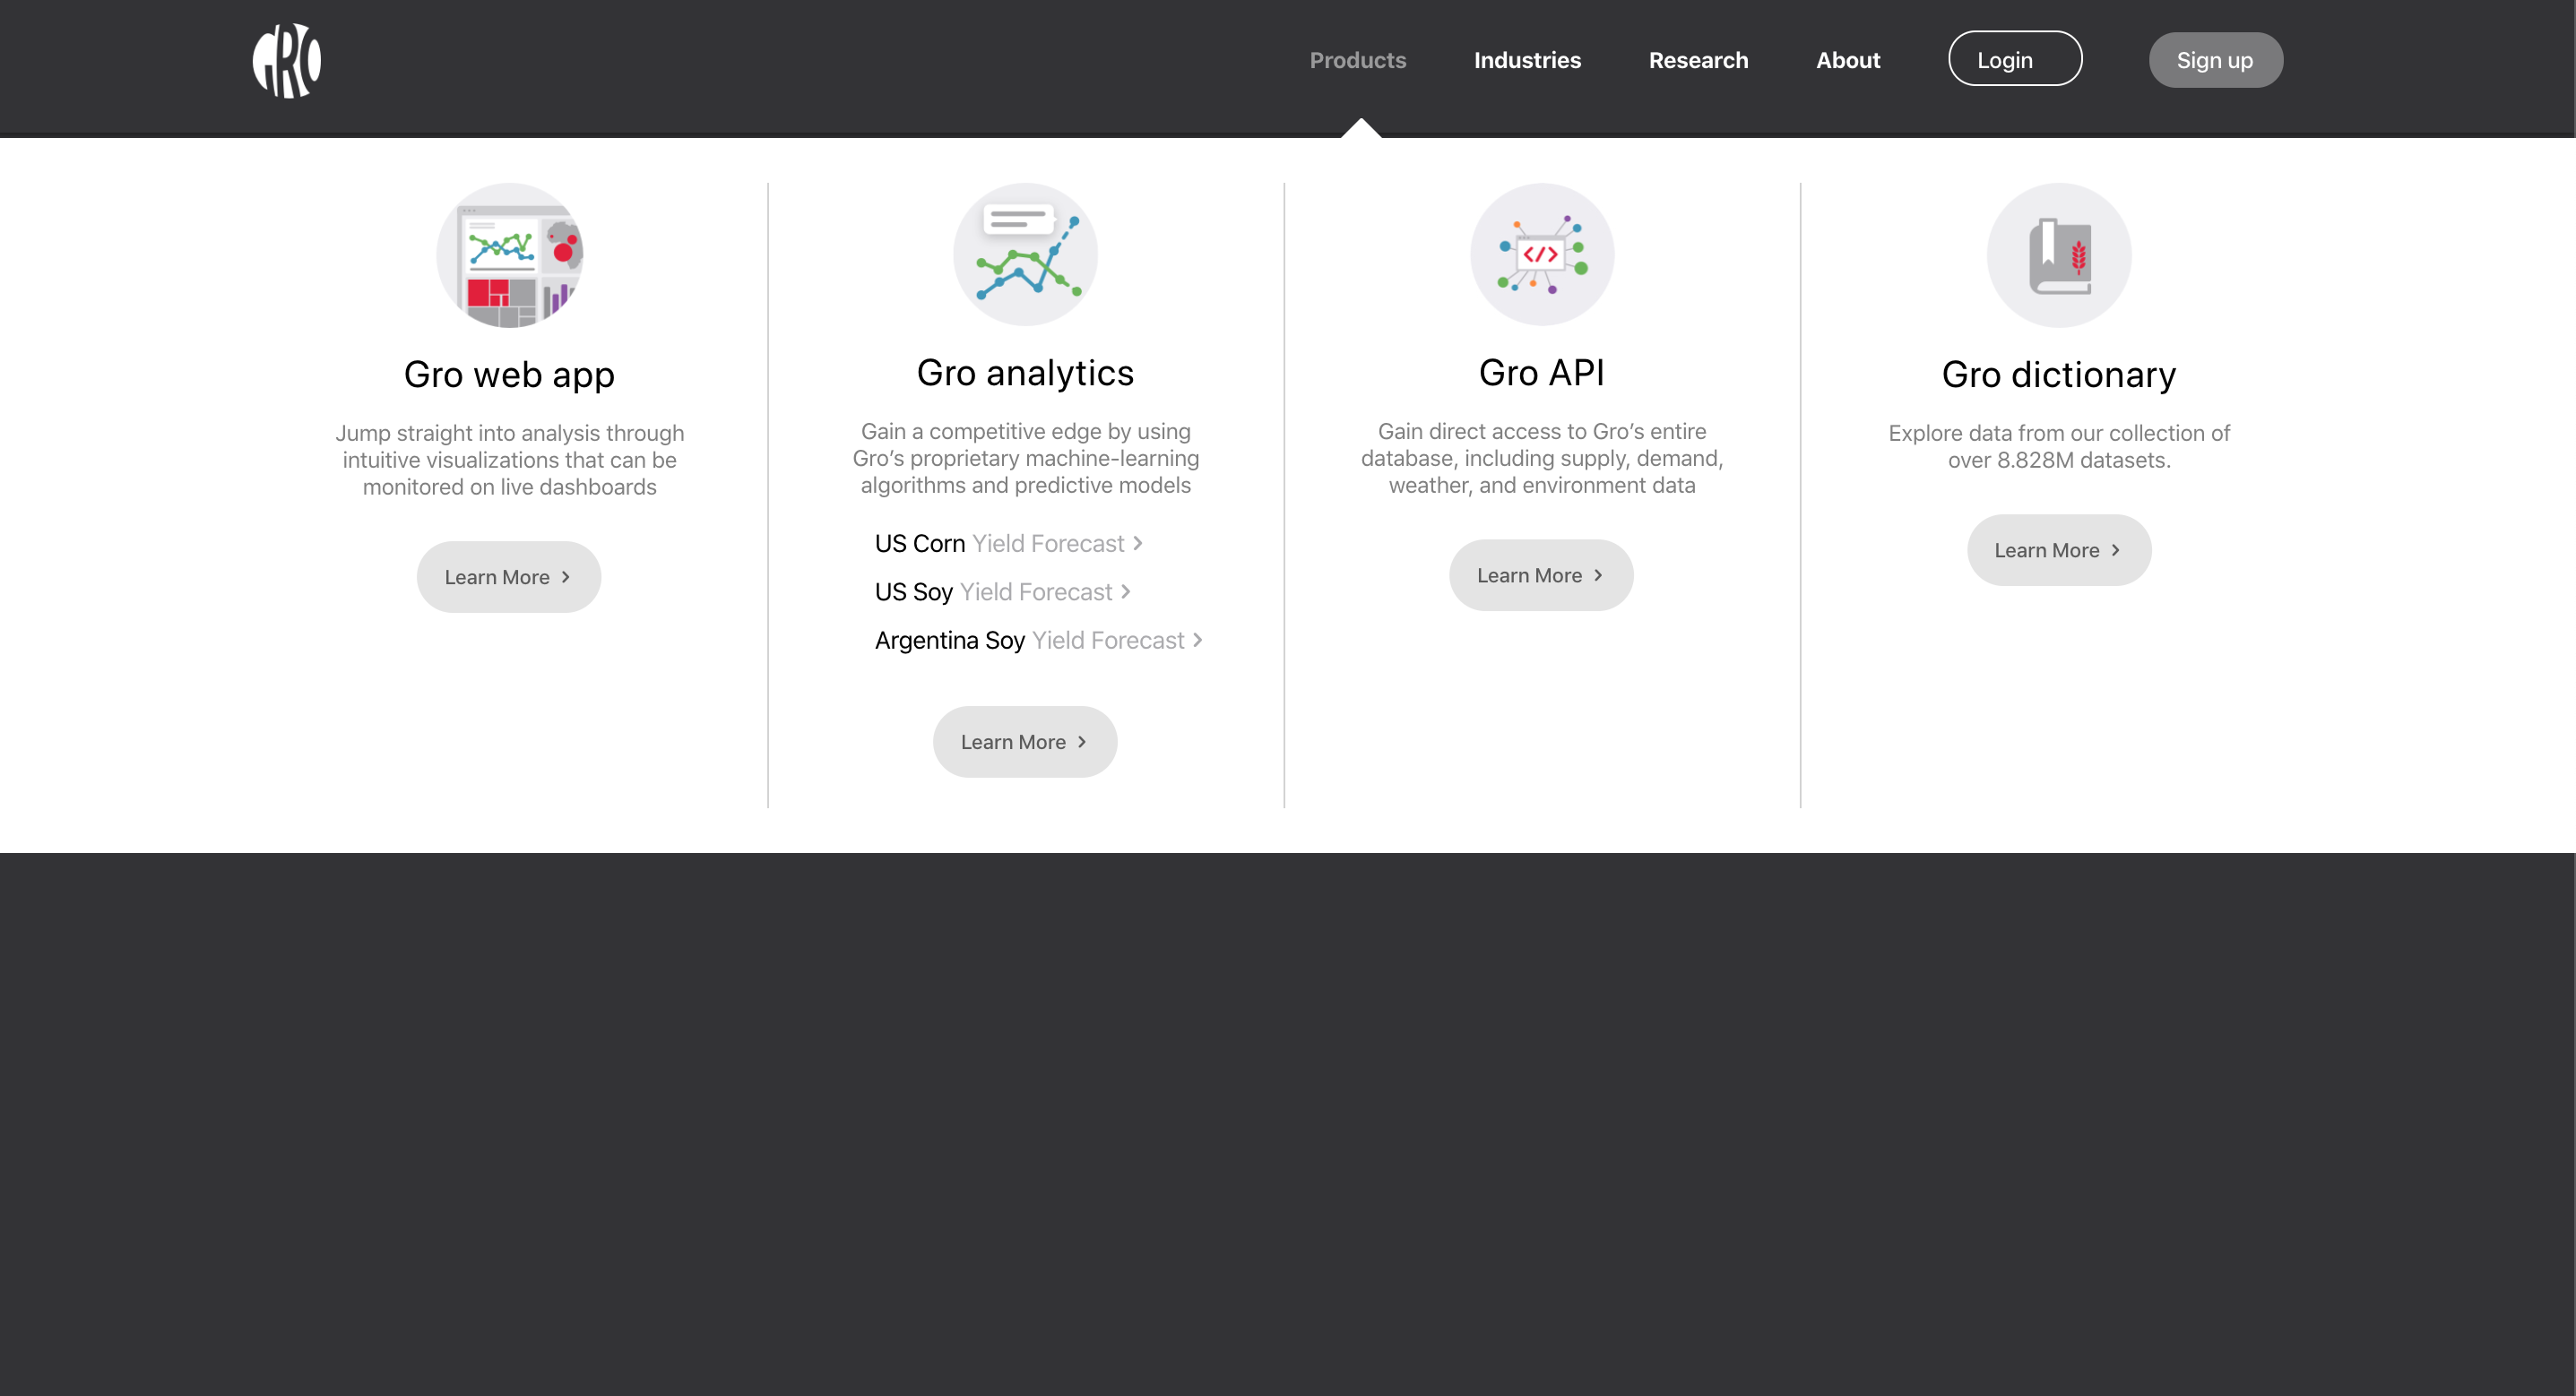 GRO
Products
Industries
Research
About
Login
Sign up
Gro web app
Jump straight into analysis through
intuitive visualizations that can be
monitored on live dashboards
Learn More
Gro analytics
Gain a competitive edge by using
Gro’s proprietary machine-learning
algorithms and predictive models
US Corn Yield Forecast
US Soy Yield Forecast
Argentina Soy Yield Forecast
Learn More
Gro API
Gain direct access to Gro’s entire
database, including supply, demand,
weather, and environment data
Learn More
Gro dictionary
Explore data from our collection of
over 8.828M datasets.
Learn More